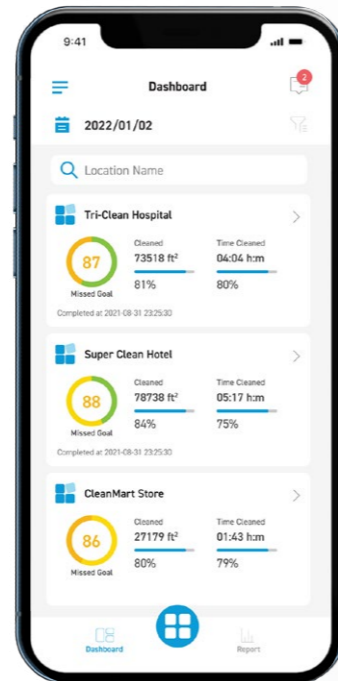 9:41
Dashboard
2
2022/01/02
Location Name
Tri-Clean Hospital
87
Missed Goal
Cleaned
73518 ft²
81%
Time Cleaned
04:04 h:m
80%
Completed at 2021-08-31 23:25:30
Super Clean Hotel
88
Missed Goal
Cleaned
78738 ft²
84%
Time Cleaned
05:17 h:m
75%
Completed at 2021-08-31 23:25:30
CleanMart Store
86
Missed Goal
Cleaned
27179 ft²
80%
Time Cleaned
01:43 h:m
79%
Dashboard
Report